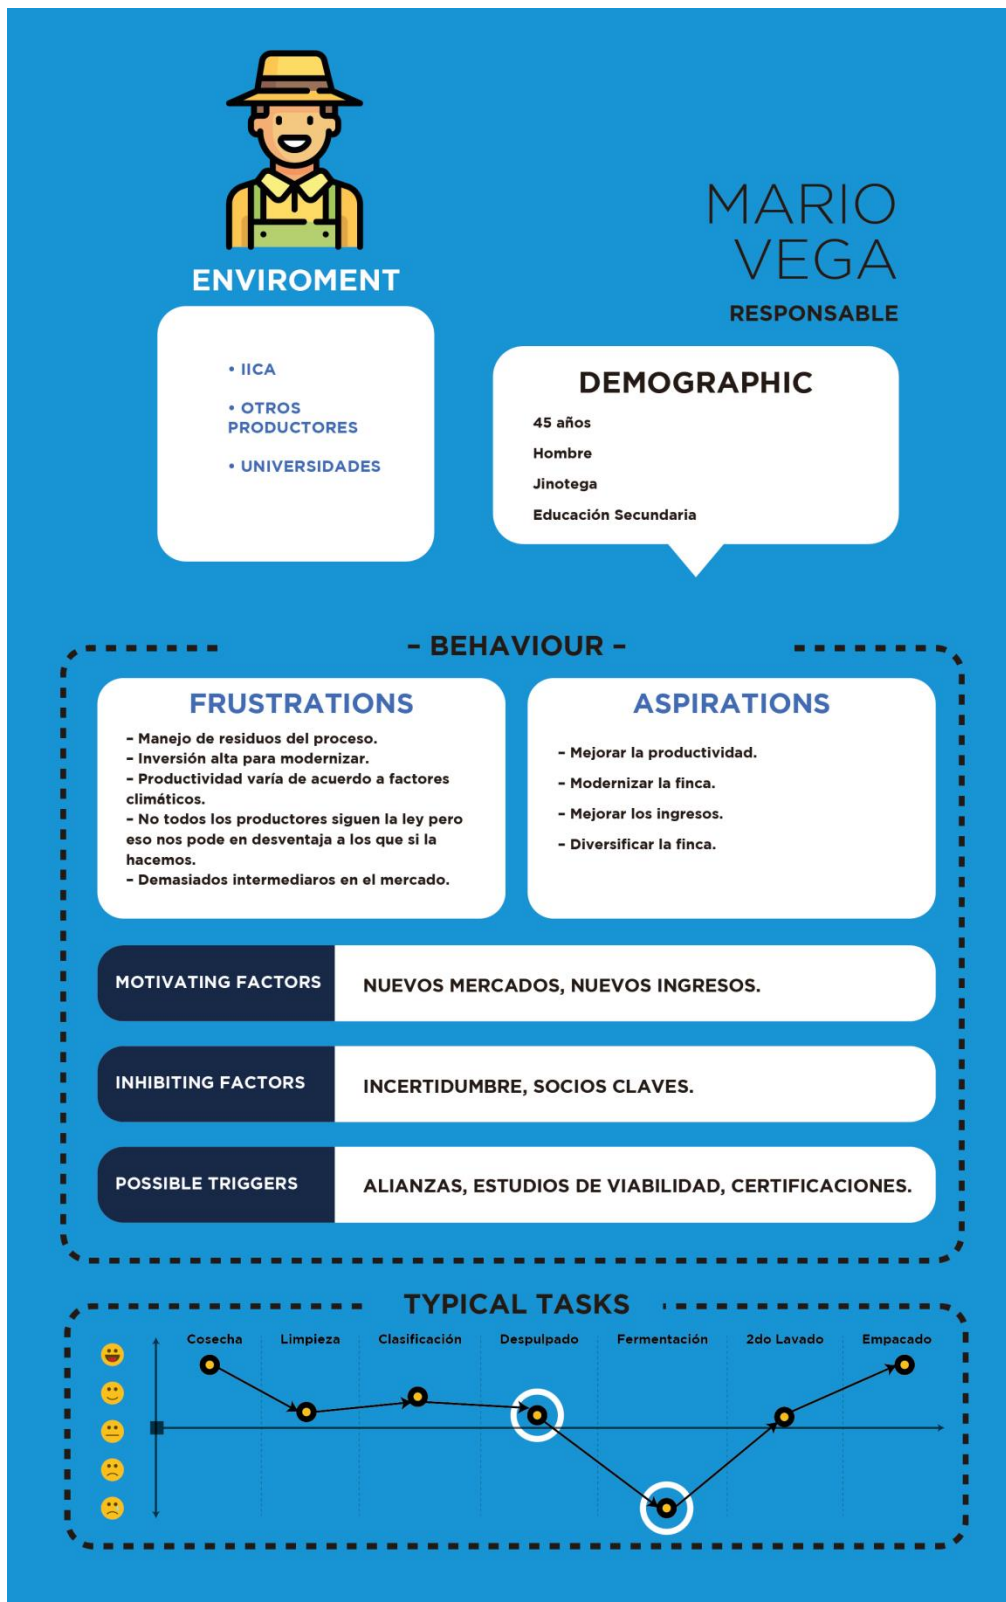 MARIO
VEGA
RESPONSABLE
ENVIROMENT
• IICA
• OTROS
PRODUCTORES
• UNIVERSIDADES
DEMOGRAPHIC
45 años
Hombre
Jinotega
Educación Secundaria
– BEHAVIOUR –
FRUSTRATIONS
– Manejo de residuos del proceso.
– Inversión alta para modernizar.
– Productividad varía de acuerdo a factores
climáticos.
– No todos los productores siguen la ley pero
eso nos pode en desventaja a los que si la
hacemos.
– Demasiados intermediaros en el mercado.
ASPIRATIONS
– Mejorar la productividad.
– Modernizar la finca.
– Mejorar los ingresos.
– Diversificar la finca.
MOTIVATING FACTORS
NUEVOS MERCADOS, NUEVOS INGRESOS.
INHIBITING FACTORS
INCERTIDUMBRE, SOCIOS CLAVES.
POSSIBLE TRIGGERS
ALIANZAS, ESTUDIOS DE VIABILIDAD, CERTIFICACIONES.
TYPICAL TASKS
Cosecha Limpieza Clasificación Despulpado Fermentación 2do Lavado Empacado